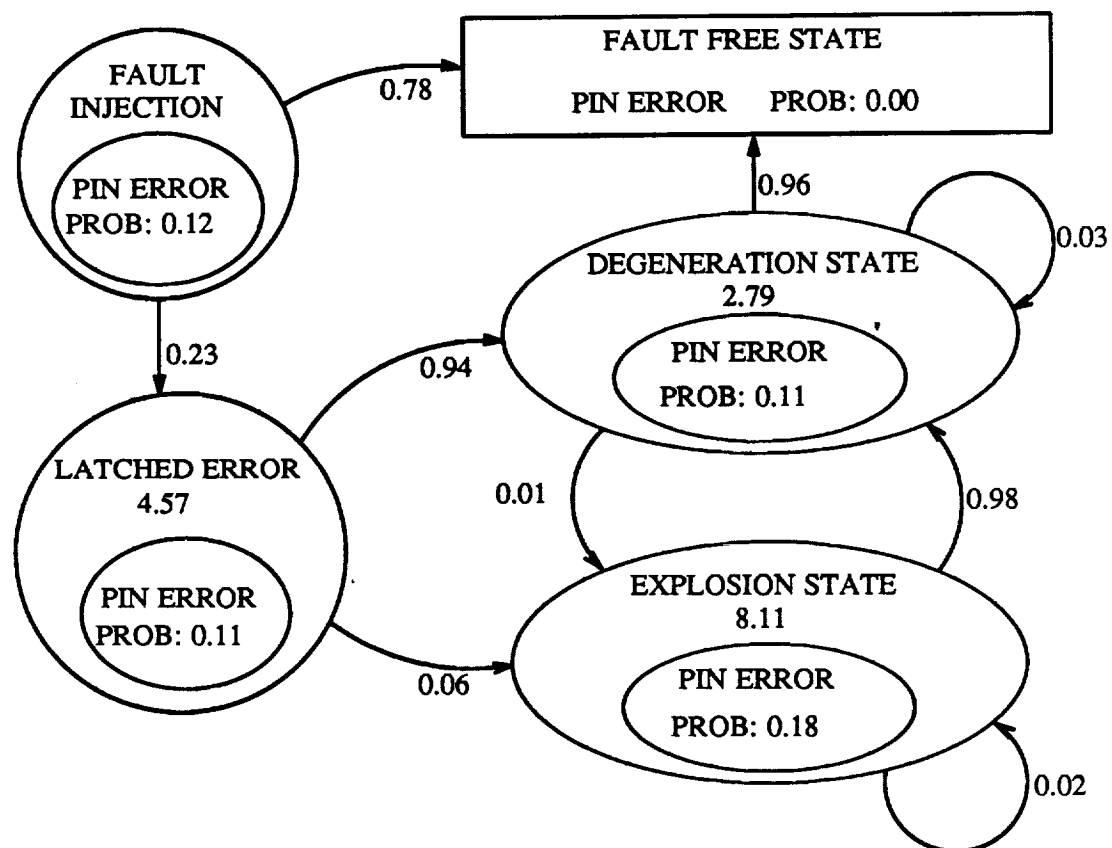 FAULT
INJECTION
PIN ERROR
PROB: 0.12
0.78
FAULT FREE STATE
PIN ERROR PROB: 0.00
0.96
0.03
DEGENERATION STATE
2.79
PIN ERROR
PROB: 0.11
0.23
0.94
LATCHED ERROR
4.57
PIN ERROR
PROB: 0.11
0.01
0.98
0.06
EXPLOSION STATE
8.11
PIN ERROR
PROB: 0.18
0.02